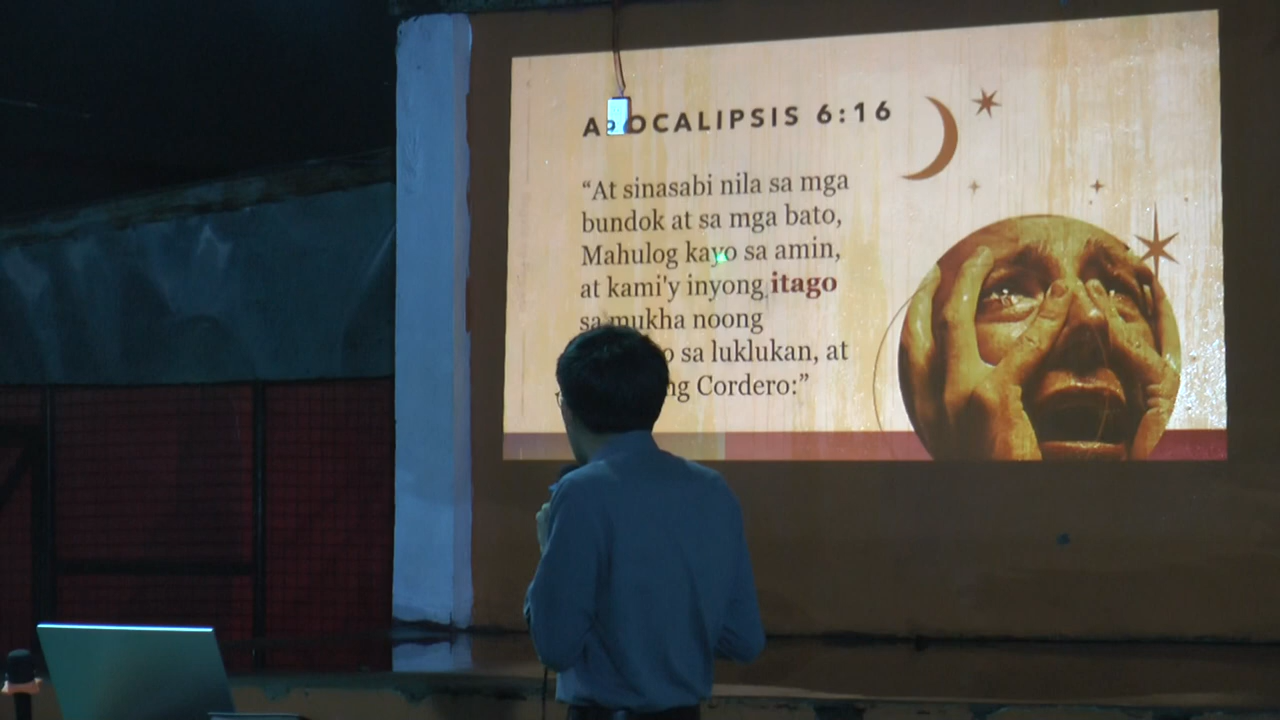 APOCALIPSIS 6:16
“At sinasabi nila sa mga
bundok at sa mga bato,
Mahulog kayo sa amin,
at kami'y inyong itago
sa mukha noong
sa luklukan, at
Cordero:”